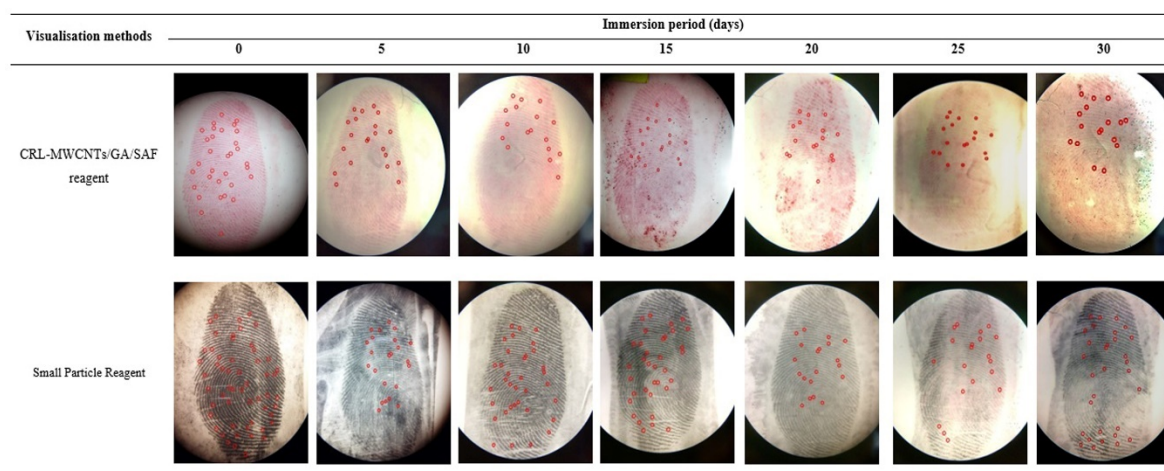 Visualisation methods
Immersion period (days)
0 5 10 15 20 25 30
CRL-MWCNTs/GA/SAF
reagent
Small Particle Reagent